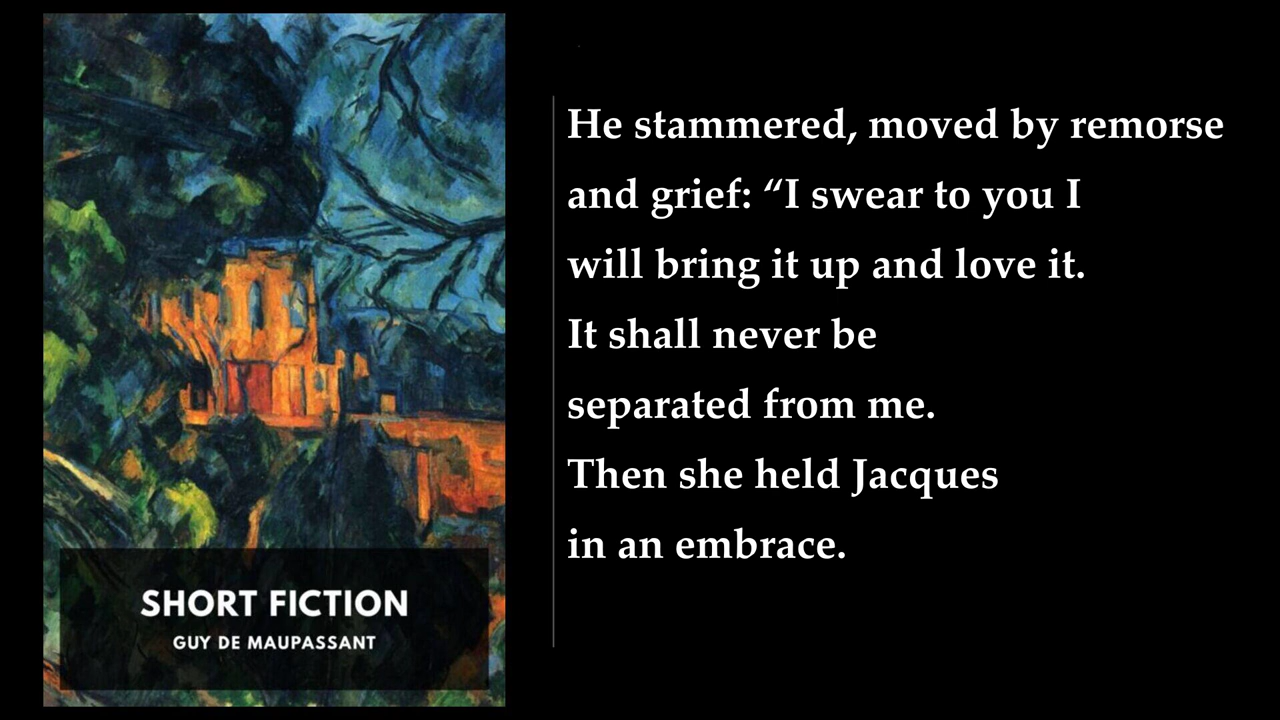 He stammered, moved by remorse
and grief: “I swear to you I
will bring it up and love it.
It shall never be
separated from me.
Then she held Jacques
in an embrace.
SHORT FICTION
GUY DE MAUPASSANT